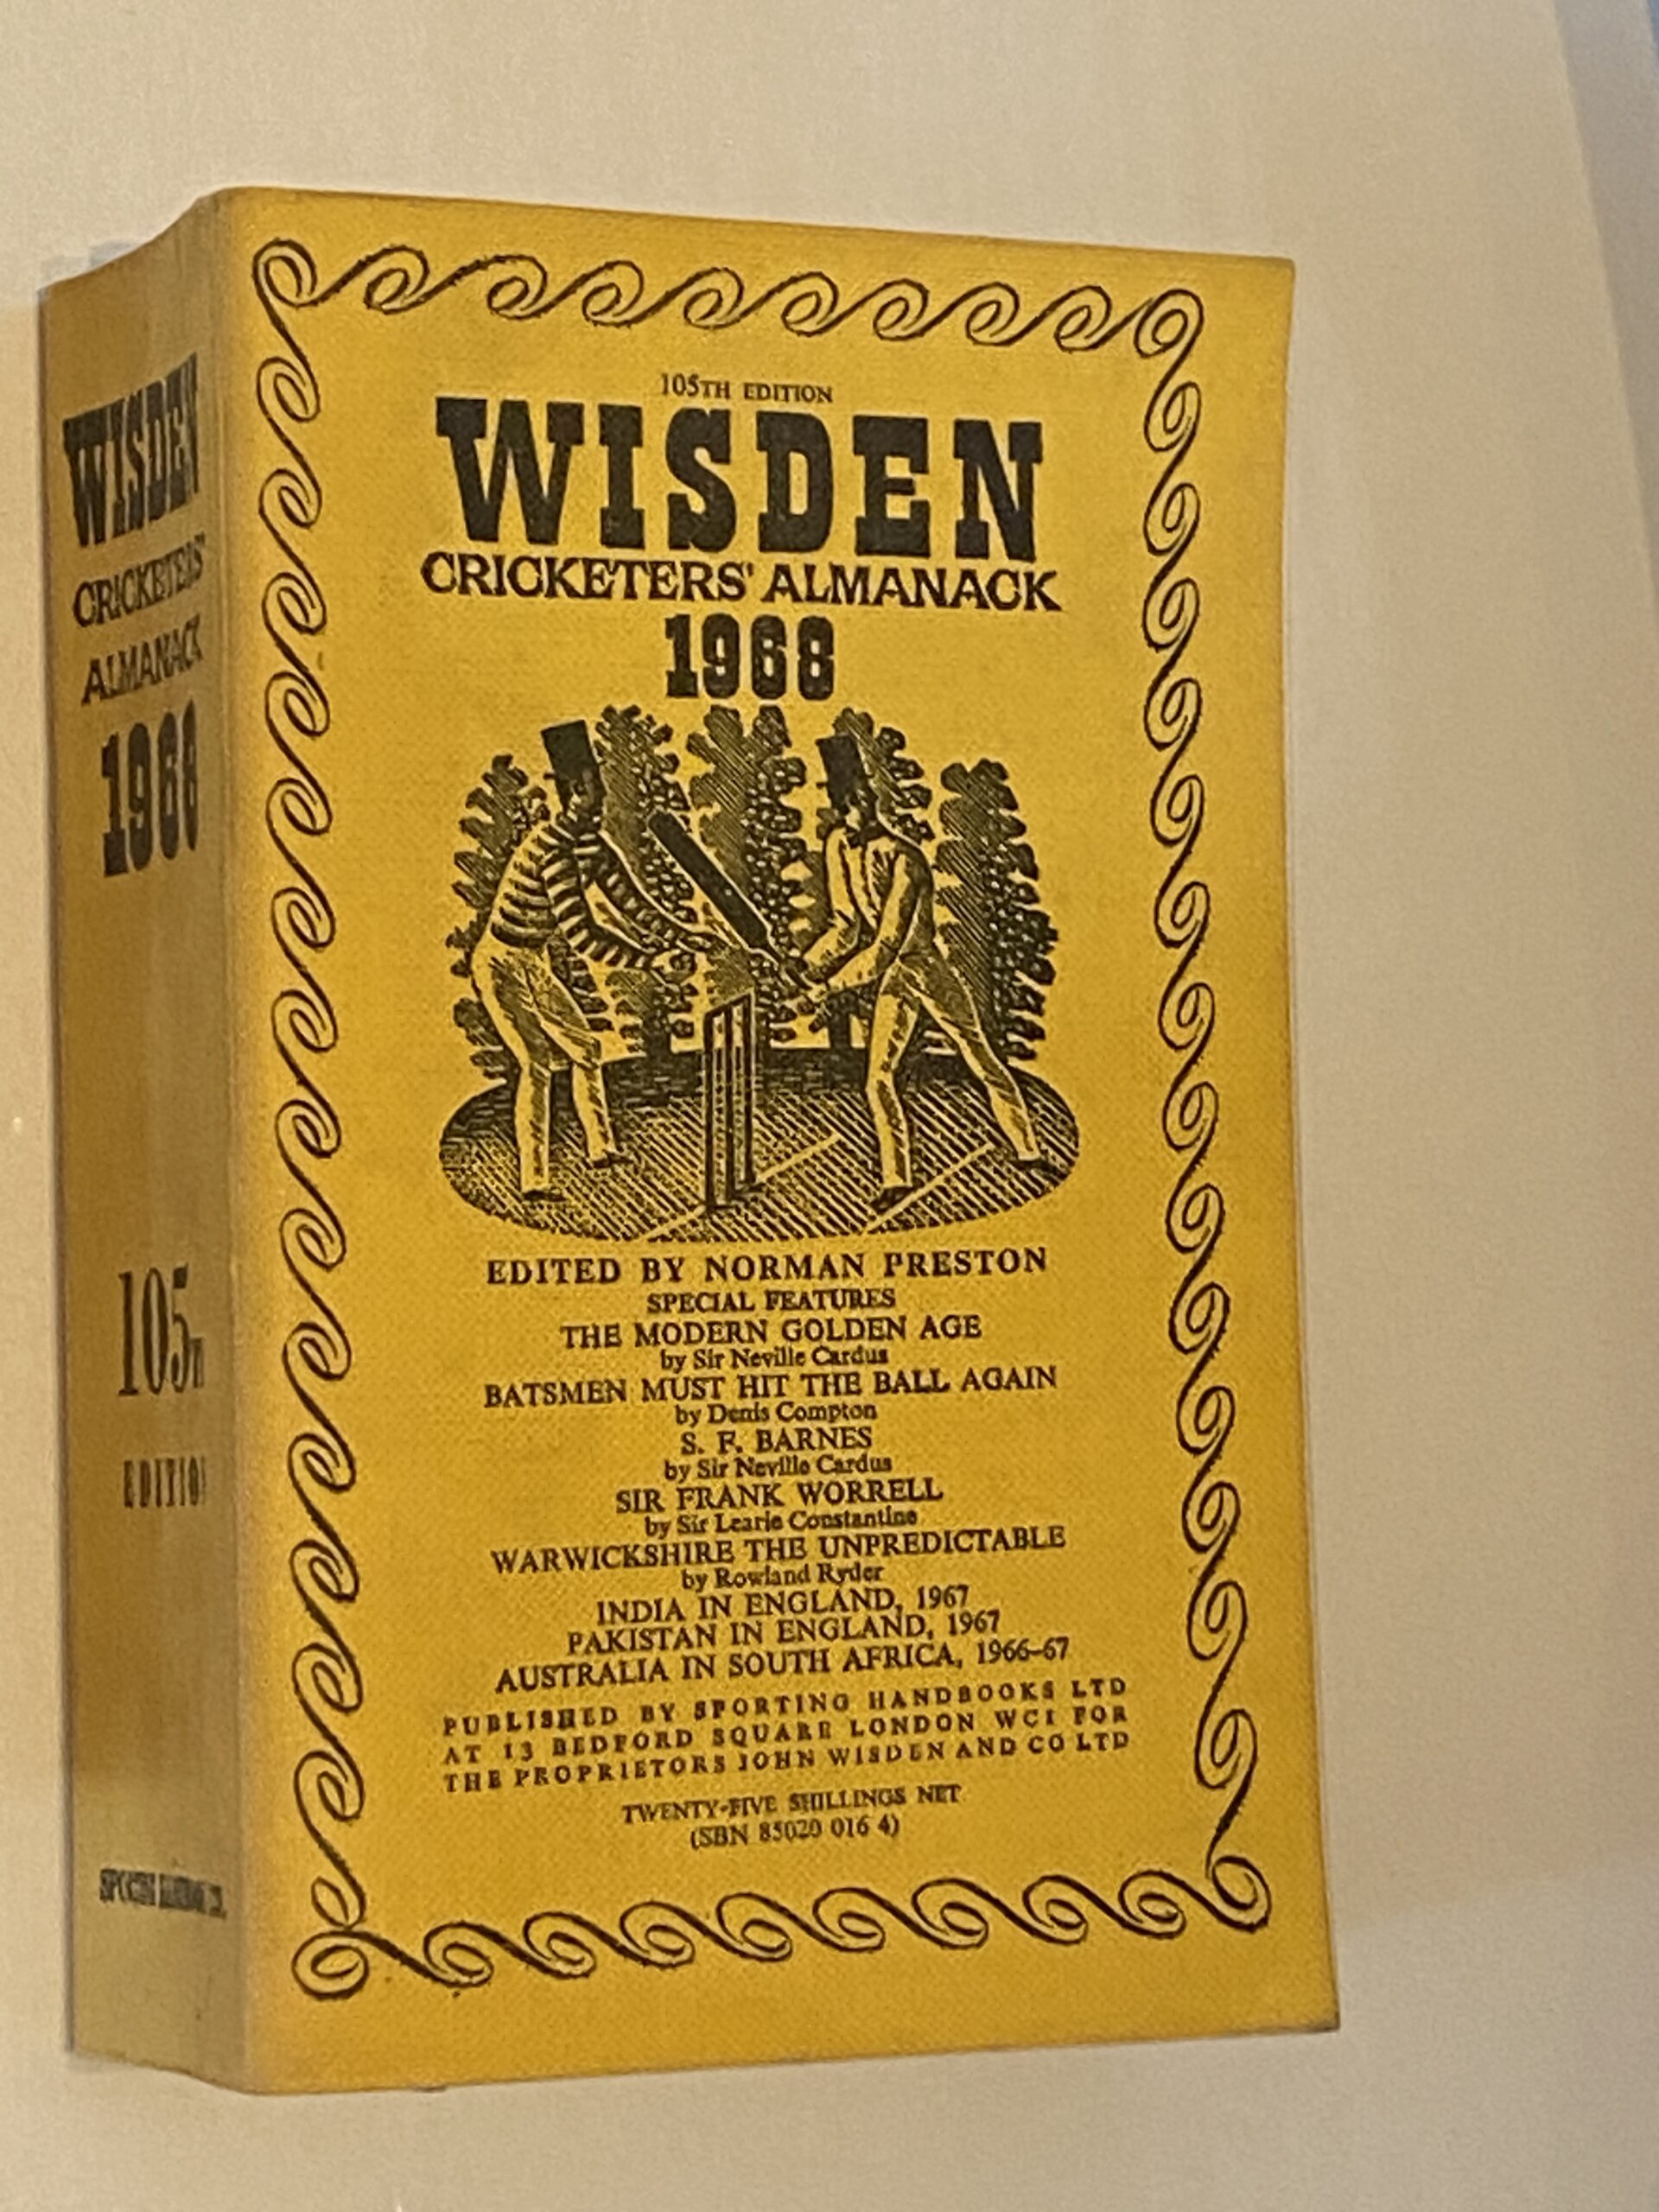 WISDEN
CRICKETERS'
ALMANACK
1968
105TH
EDITION
105TH EDITION
WISDEN
CRICKETERS' ALMANACK
1968
EDITED BY NORMAN PRESTON
SPECIAL FEATURES
THE MODERN GOLDEN AGE
by Sir Neville Cardus
BATSMEN MUST HIT THE BALL AGAIN
by Denis Compton
S. F. BARNES
by Sir Neville Cardus
SIR FRANK WORRELL
by Sir Learie Constantine
WARWICKSHIRE THE UNPREDICTABLE
by Rowland Ryder
INDIA IN ENGLAND, 1967
PAKISTAN IN ENGLAND, 1967
AUSTRALIA IN SOUTH AFRICA, 1966–67
PUBLISHED BY SPORTING HANDBOOKS LTD
AT 13 BEDFORD SQUARE LONDON WC1 FOR
THE PROPRIETORS JOHN WISDEN AND CO LTD
TWENTY-FIVE SHILLINGS NET
(SBN 85020 016 4)